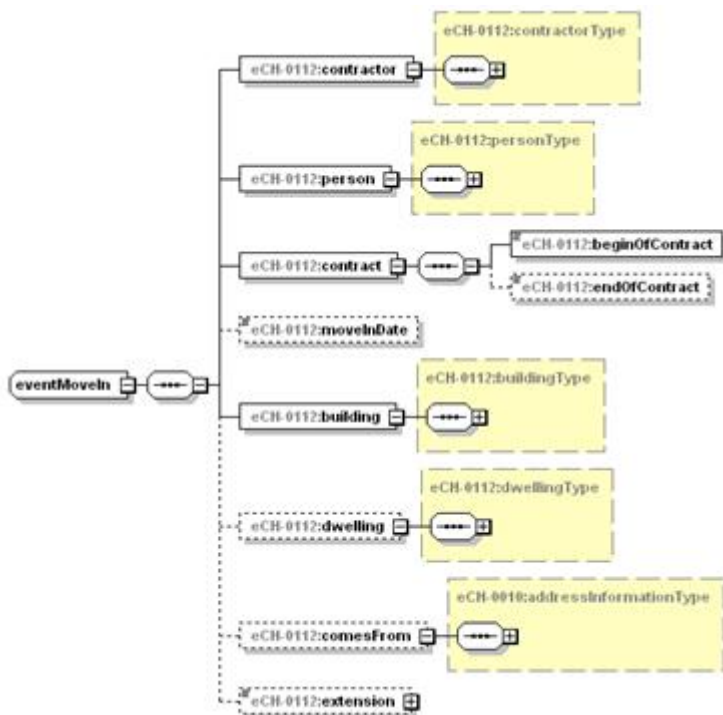 eCH-0112:contractorType
eCH-0112:contractor
eCH-0112:personType
eCH-0112:person
eCH-0112:beginOfContract
eCH-0112:contract
eCH-0112:endOfContract
eCH-0112:moveInDate
eCH-0112:buildingType
eventMoveIn
eCH-0112:building
eCH-0112:dwellingType
eCH-0112:dwelling
eCH-0010:addressInformationType
eCH-0112:comesFrom
eCH-0112:extension